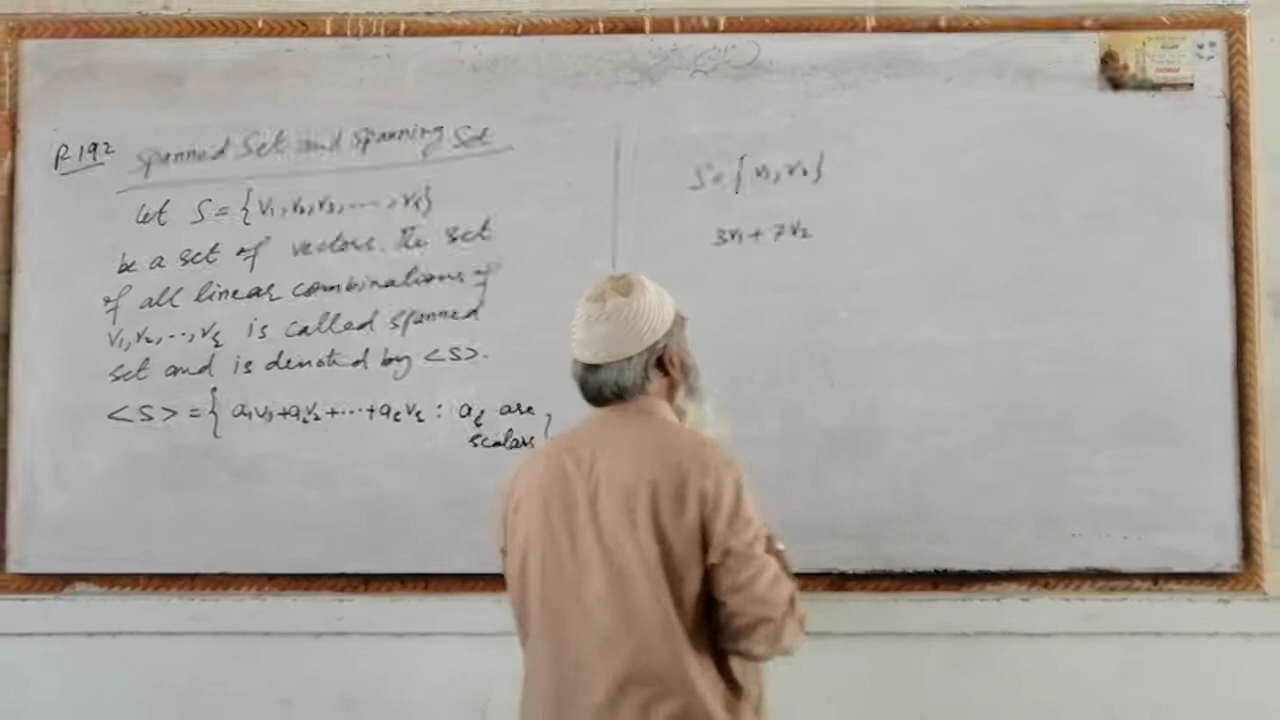 P.192 Spanned Set and Spanning Set
Let S = {v₁, v₂, v₃, ...., vₖ}
be a set of vectors. The set
of all linear combinations of
v₁, v₂, .., vₖ is called spanned
set and is denoted by <S>.
<S> = { a₁v₁+a₂v₂+...+aₖvₖ : aᵢ are
scalars }
S = { v₁, v₂}
3v₁ + 7v₂